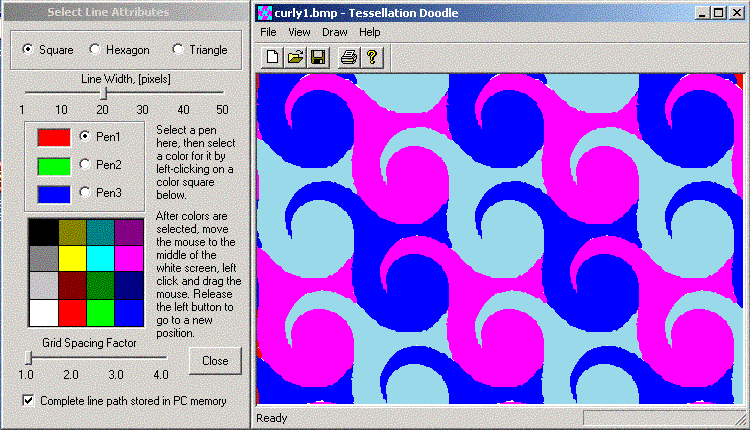 Select Line Attributes
Square Hexagon Triangle
Line Width, [pixels]
1 10 20 30 40 50
Pen1
Pen2
Pen3
Select a pen
here, then select
a color for it by
left-clicking on a
color square
below.
After colors are
selected, move
the mouse to the
middle of the
white screen, left
click and drag the
mouse. Release
the left button to
go to a new
position.
Grid Spacing Factor
1.0 2.0 3.0 4.0
Close
Complete line path stored in PC memory
curly1.bmp - Tessellation Doodle
File View Draw Help
Ready